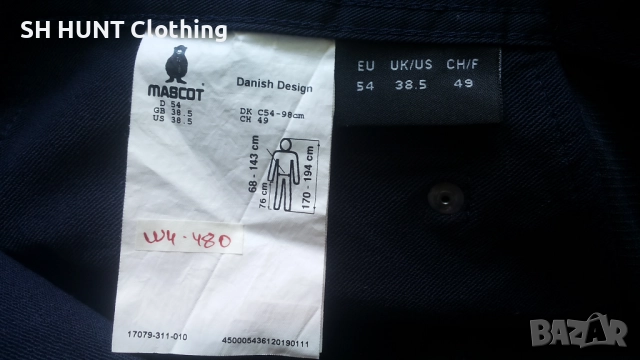 SH HUNT Clothing
MASCOT
Danish Design
D 54
GB 38.5
US 38.5
DK C54-98cm
CH 49
68 - 143 cm
76 cm
170 - 194 cm
W4-480
17079-311-010
450005436120190111
EU UK/US CH/F
54 38.5 49
BAZAR